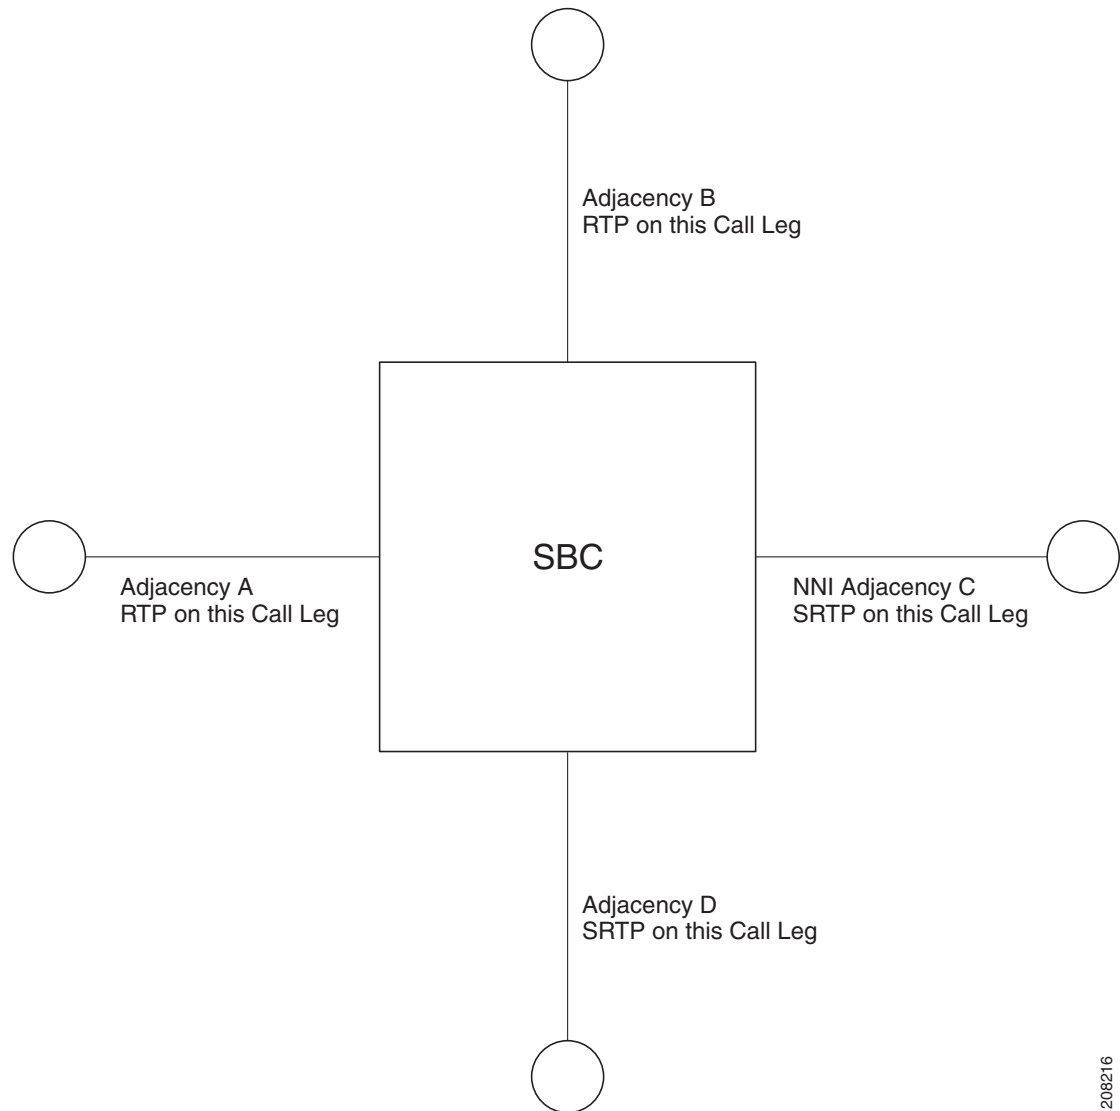 Adjacency B
RTP on this Call Leg
SBC
Adjacency A
RTP on this Call Leg
NNI Adjacency C
SRTP on this Call Leg
Adjacency D
SRTP on this Call Leg
208216